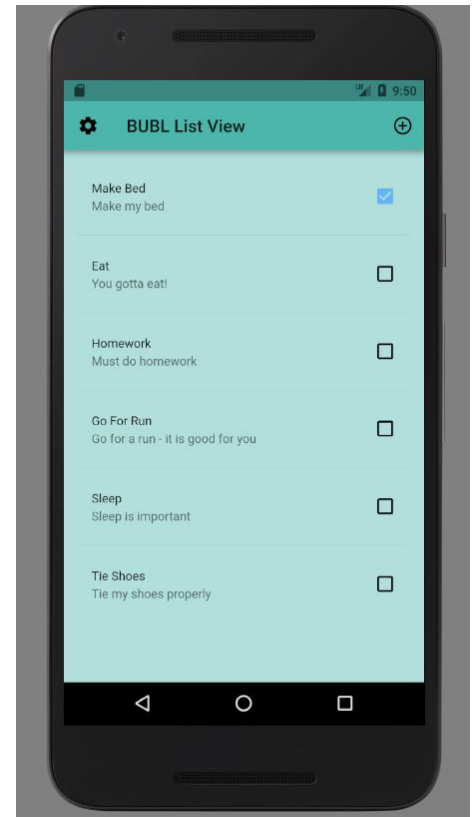 LTE 9:50
BUBL List View
Make Bed
Make my bed
Eat
You gotta eat!
Homework
Must do homework
Go For Run
Go for a run - it is good for you
Sleep
Sleep is important
Tie Shoes
Tie my shoes properly